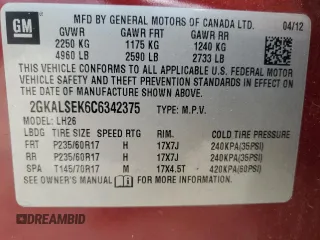 GM
MFD BY GENERAL MOTORS OF CANADA LTD. 04/12
GVWR GAWR FRT GAWR RR
2250 KG 1175 KG 1240 KG
4960 LB 2590 LB 2733 LB
THIS VEHICLE CONFORMS TO ALL APPLICABLE U.S. FEDERAL MOTOR
VEHICLE SAFETY AND THEFT PREVENTION STANDARDS IN EFFECT ON
THE DATE OF MANUFACTURE SHOWN ABOVE.
2GKALSEK6C6342375 TYPE: M.P.V.
MODEL: LH26
LBDG TIRE SIZE SPEED RTG RIM COLD TIRE PRESSURE
FRT P235/60R17 H 17X7J 240KPA(35PSI)
RR P235/60R17 H 17X7J 240KPA(35PSI)
SPA T145/70R17 M 17X4.5T 420KPA(60PSI)
SEE OWNER'S MANUAL FOR ADDITIONAL INFORMATION
DREAMBID